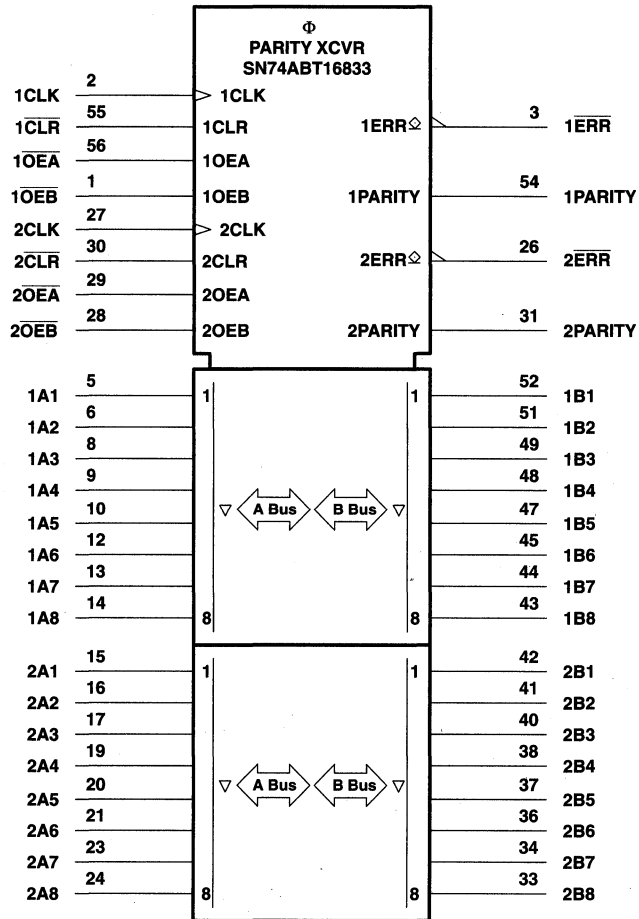 Φ
PARITY XCVR
SN74ABT16833
1CLK 2 1CLK
1CLR 55 1CLR 1ERR 3 1ERR
1OEA 56 1OEA
1OEB 1 1OEB 1PARITY 54 1PARITY
2CLK 27 2CLK
2CLR 30 2CLR 2ERR 26 2ERR
2OEA 29 2OEA
2OEB 28 2OEB 2PARITY 31 2PARITY
1A1 5 1 1 52 1B1
1A2 6 51 1B2
1A3 8 49 1B3
1A4 9 48 1B4
A Bus B Bus
1A5 10 47 1B5
1A6 12 45 1B6
1A7 13 44 1B7
1A8 14 8 8 43 1B8
2A1 15 1 1 42 2B1
2A2 16 41 2B2
2A3 17 40 2B3
2A4 19 38 2B4
A Bus B Bus
2A5 20 37 2B5
2A6 21 36 2B6
2A7 23 34 2B7
2A8 24 8 8 33 2B8